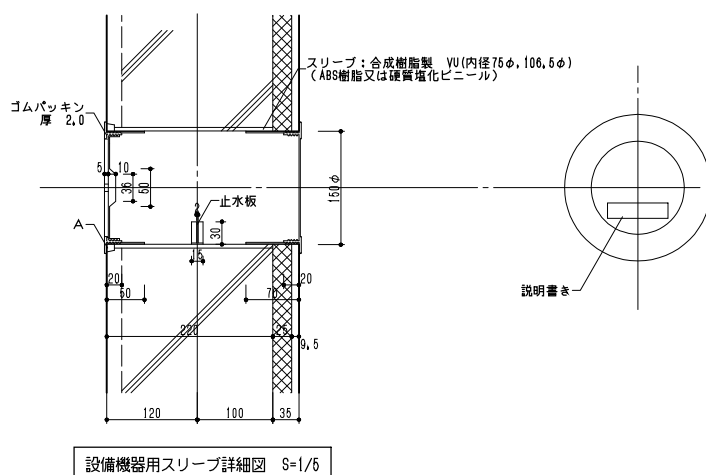 スリーブ：合成樹脂製　VU(内径75φ,106.5φ)
（ABS樹脂又は硬質塩化ビニール）
ゴムパッキン
厚 2.0
5
10
36
50
止水板
2
30
15
150φ
A
20
50
20
70
220
25
9.5
120
100
35
説明書き
設備機器用スリーブ詳細図　S=1/5